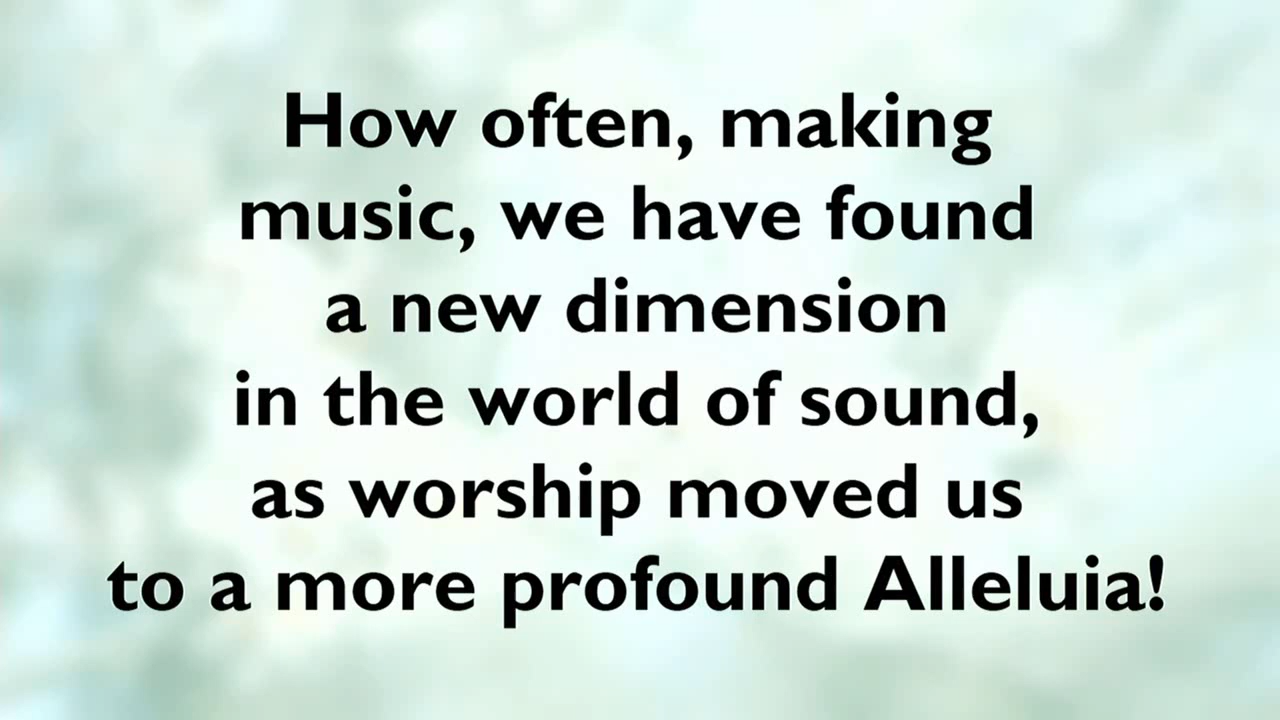 How often, making
music, we have found
a new dimension
in the world of sound,
as worship moved us
to a more profound Alleluia!